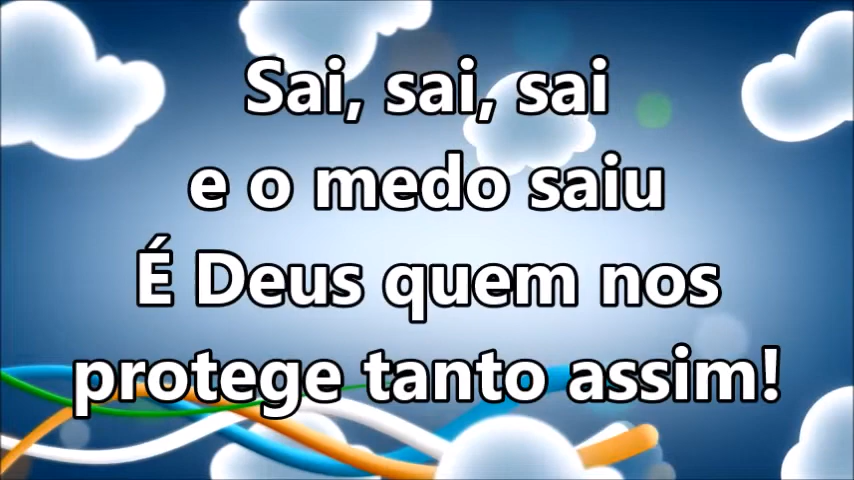 Sai, sai, sai
e o medo saiu
É Deus quem nos
protege tanto assim!